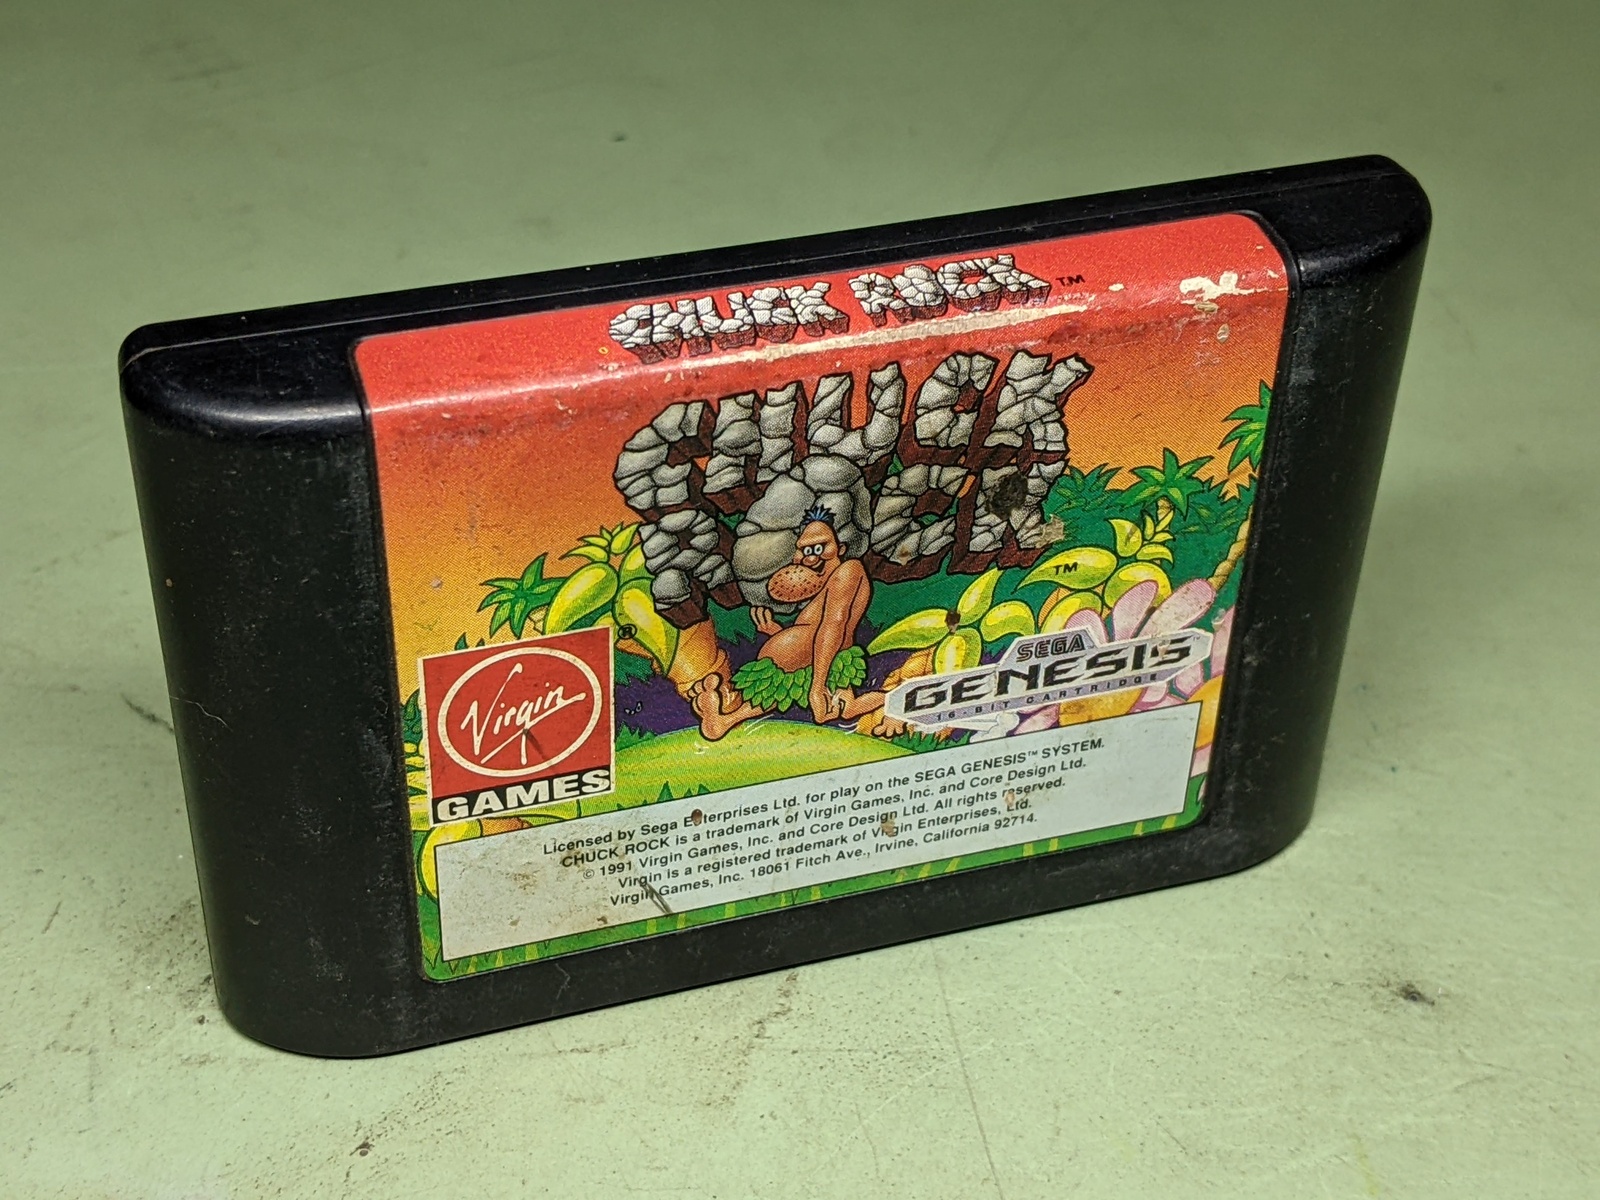 CHUCK ROCK™
CHUCK
ROCK
TM
®
Virgin
GAMES
SEGA
GENESIS™
16-BIT CARTRIDGE
Licensed by Sega Enterprises Ltd. for play on the SEGA GENESIS™ SYSTEM.
CHUCK ROCK is a trademark of Virgin Games, Inc. and Core Design Ltd.
© 1991 Virgin Games, Inc. and Core Design Ltd. All rights reserved.
Virgin is a registered trademark of Virgin Enterprises, Ltd.
Virgin Games, Inc. 18061 Fitch Ave., Irvine, California 92714.